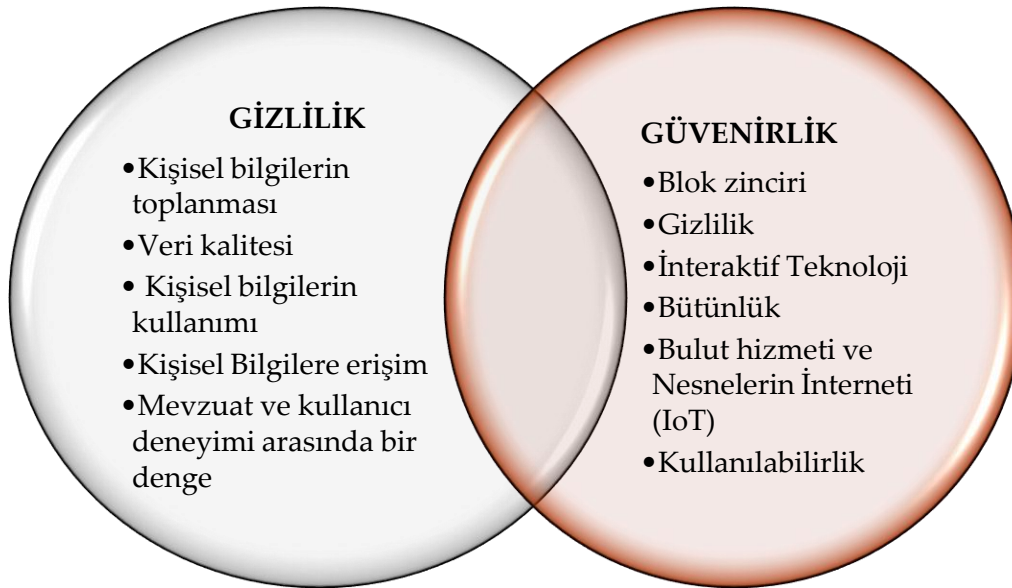 GİZLİLİK
•Kişisel bilgilerin
toplanması
•Veri kalitesi
• Kişisel bilgilerin
kullanımı
•Kişisel Bilgilere erişim
•Mevzuat ve kullanıcı
deneyimi arasında bir
denge
GÜVENİRLİK
•Blok zinciri
•Gizlilik
•İnteraktif Teknoloji
•Bütünlük
•Bulut hizmeti ve
Nesnelerin İnterneti
(IoT)
•Kullanılabilirlik